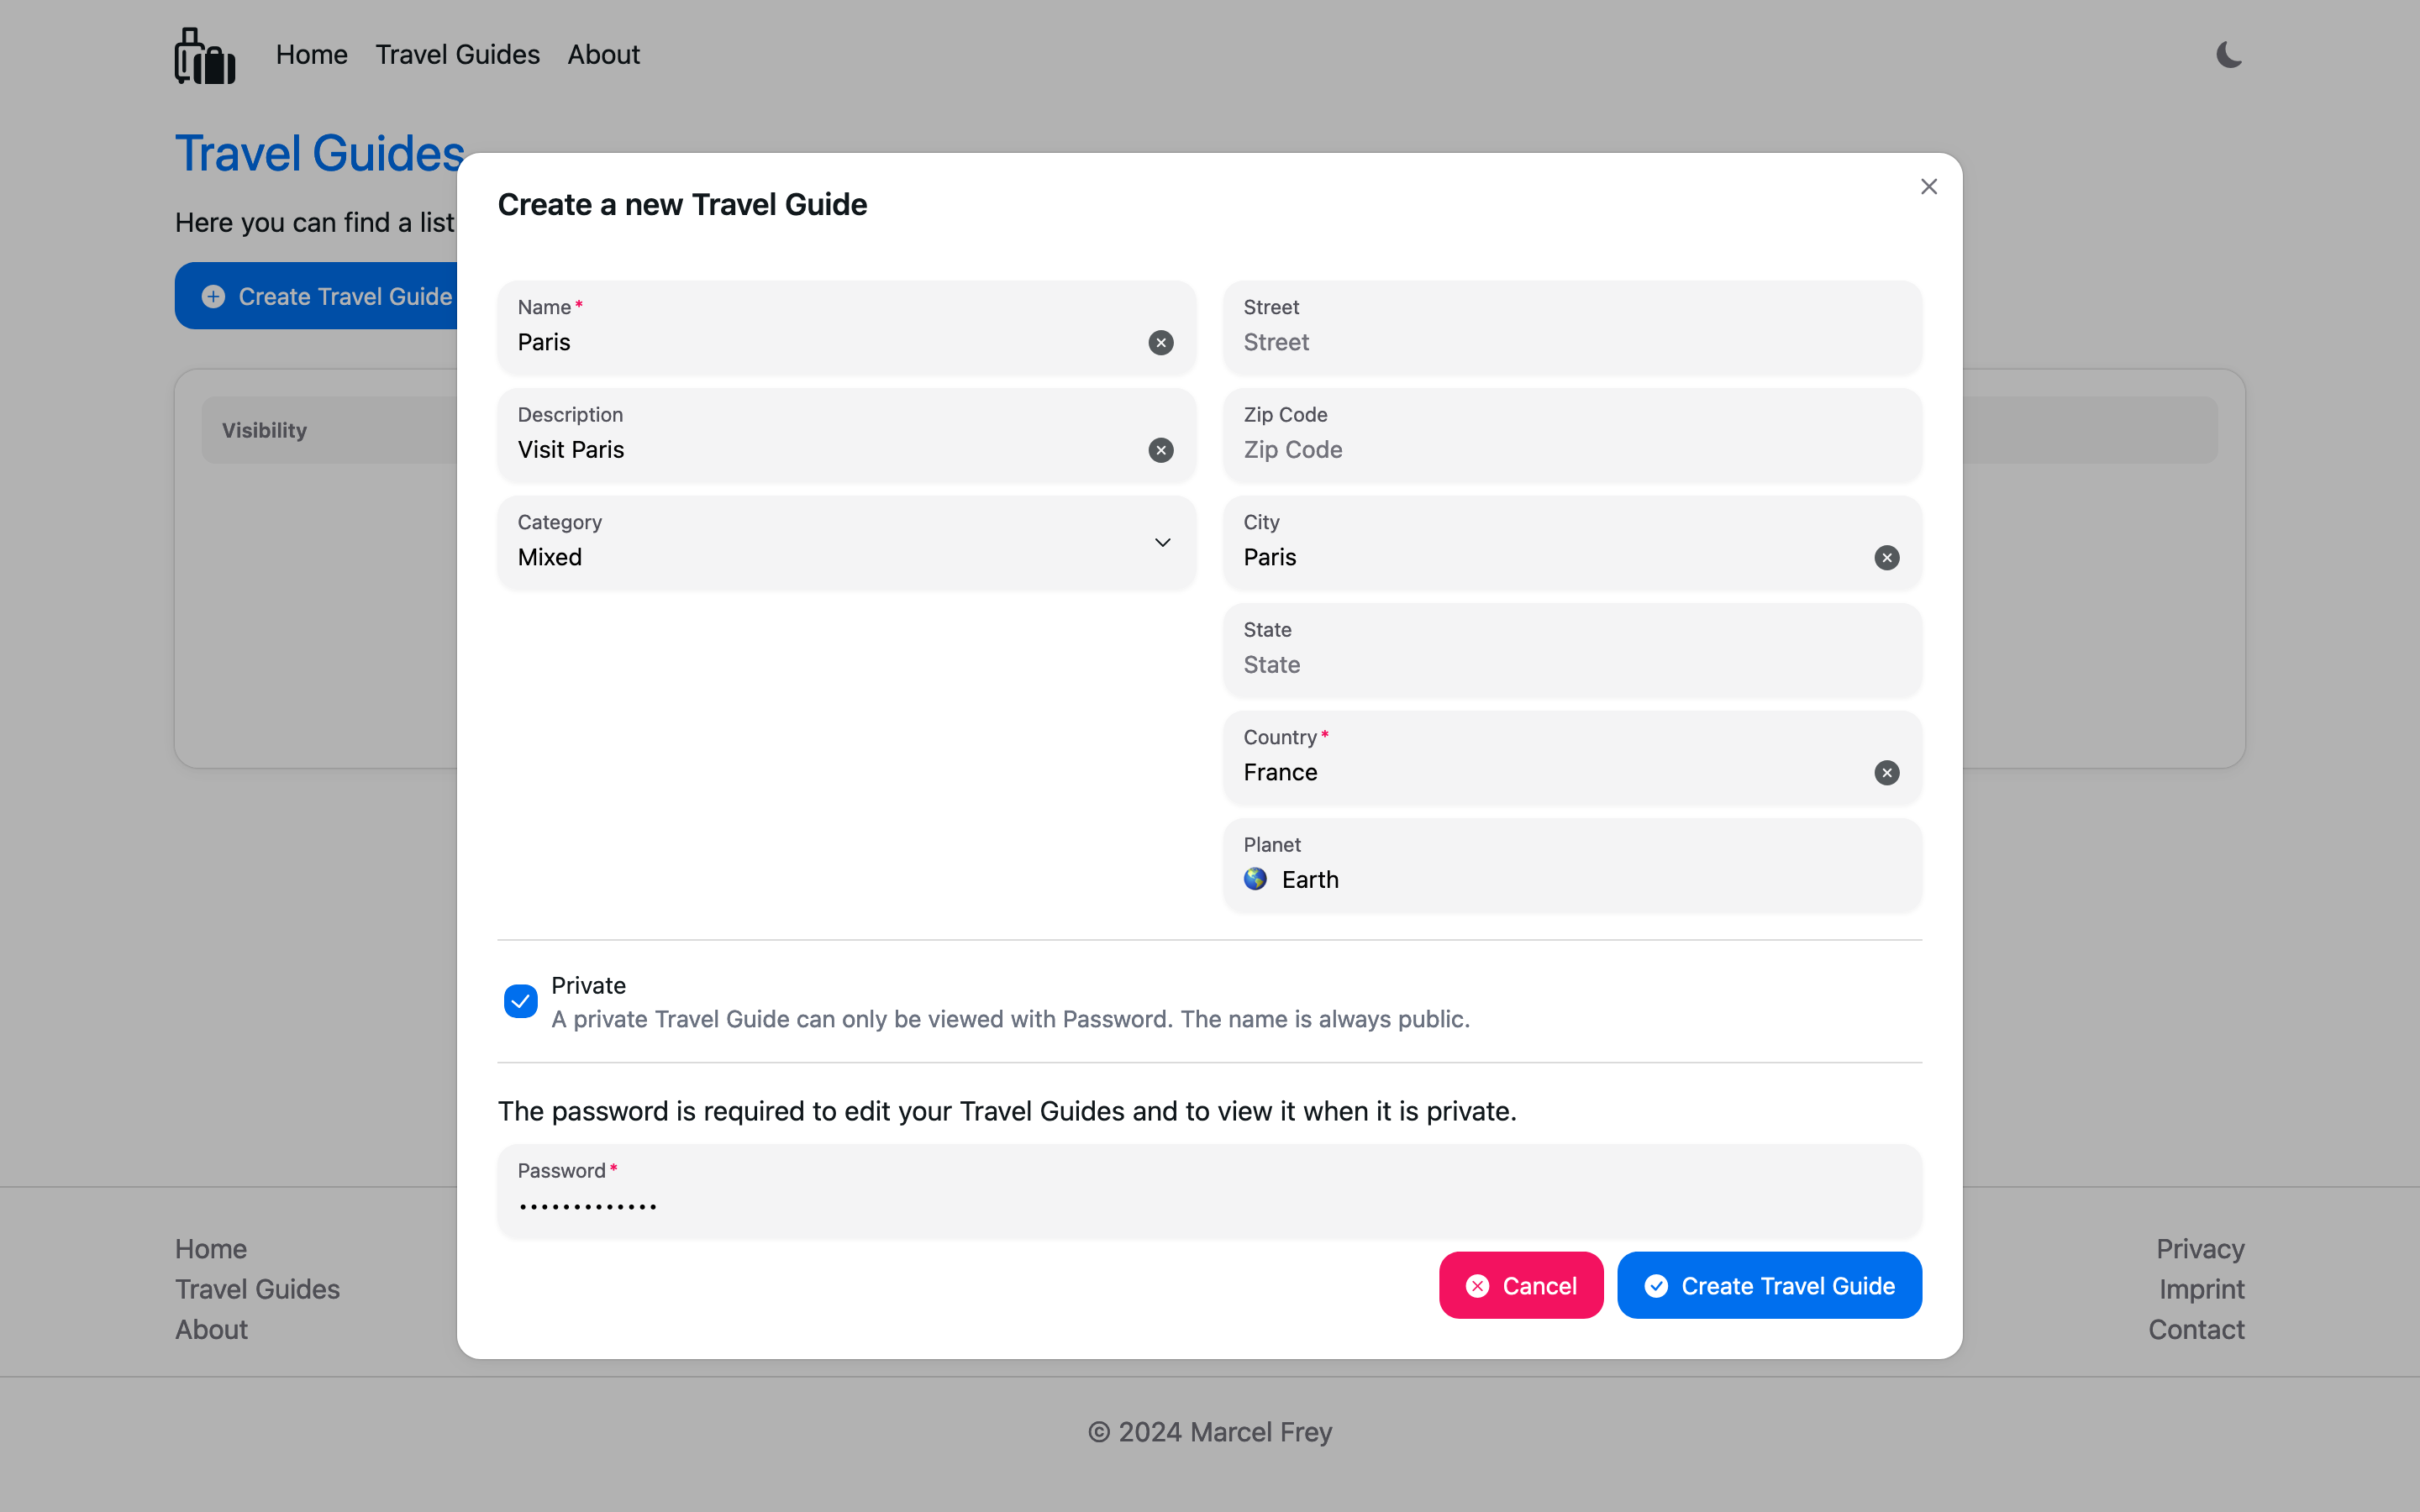 Home Travel Guides About
Travel Guides
Here you can find a list
Create Travel Guide
Visibility
Create a new Travel Guide
Name*
Paris
Description
Visit Paris
Category
Mixed
Street
Street
Zip Code
Zip Code
City
Paris
State
State
Country*
France
Planet
Earth
Private
A private Travel Guide can only be viewed with Password. The name is always public.
The password is required to edit your Travel Guides and to view it when it is private.
Password*
•••••••••••••
Cancel
Create Travel Guide
Home
Travel Guides
About
Privacy
Imprint
Contact
© 2024 Marcel Frey